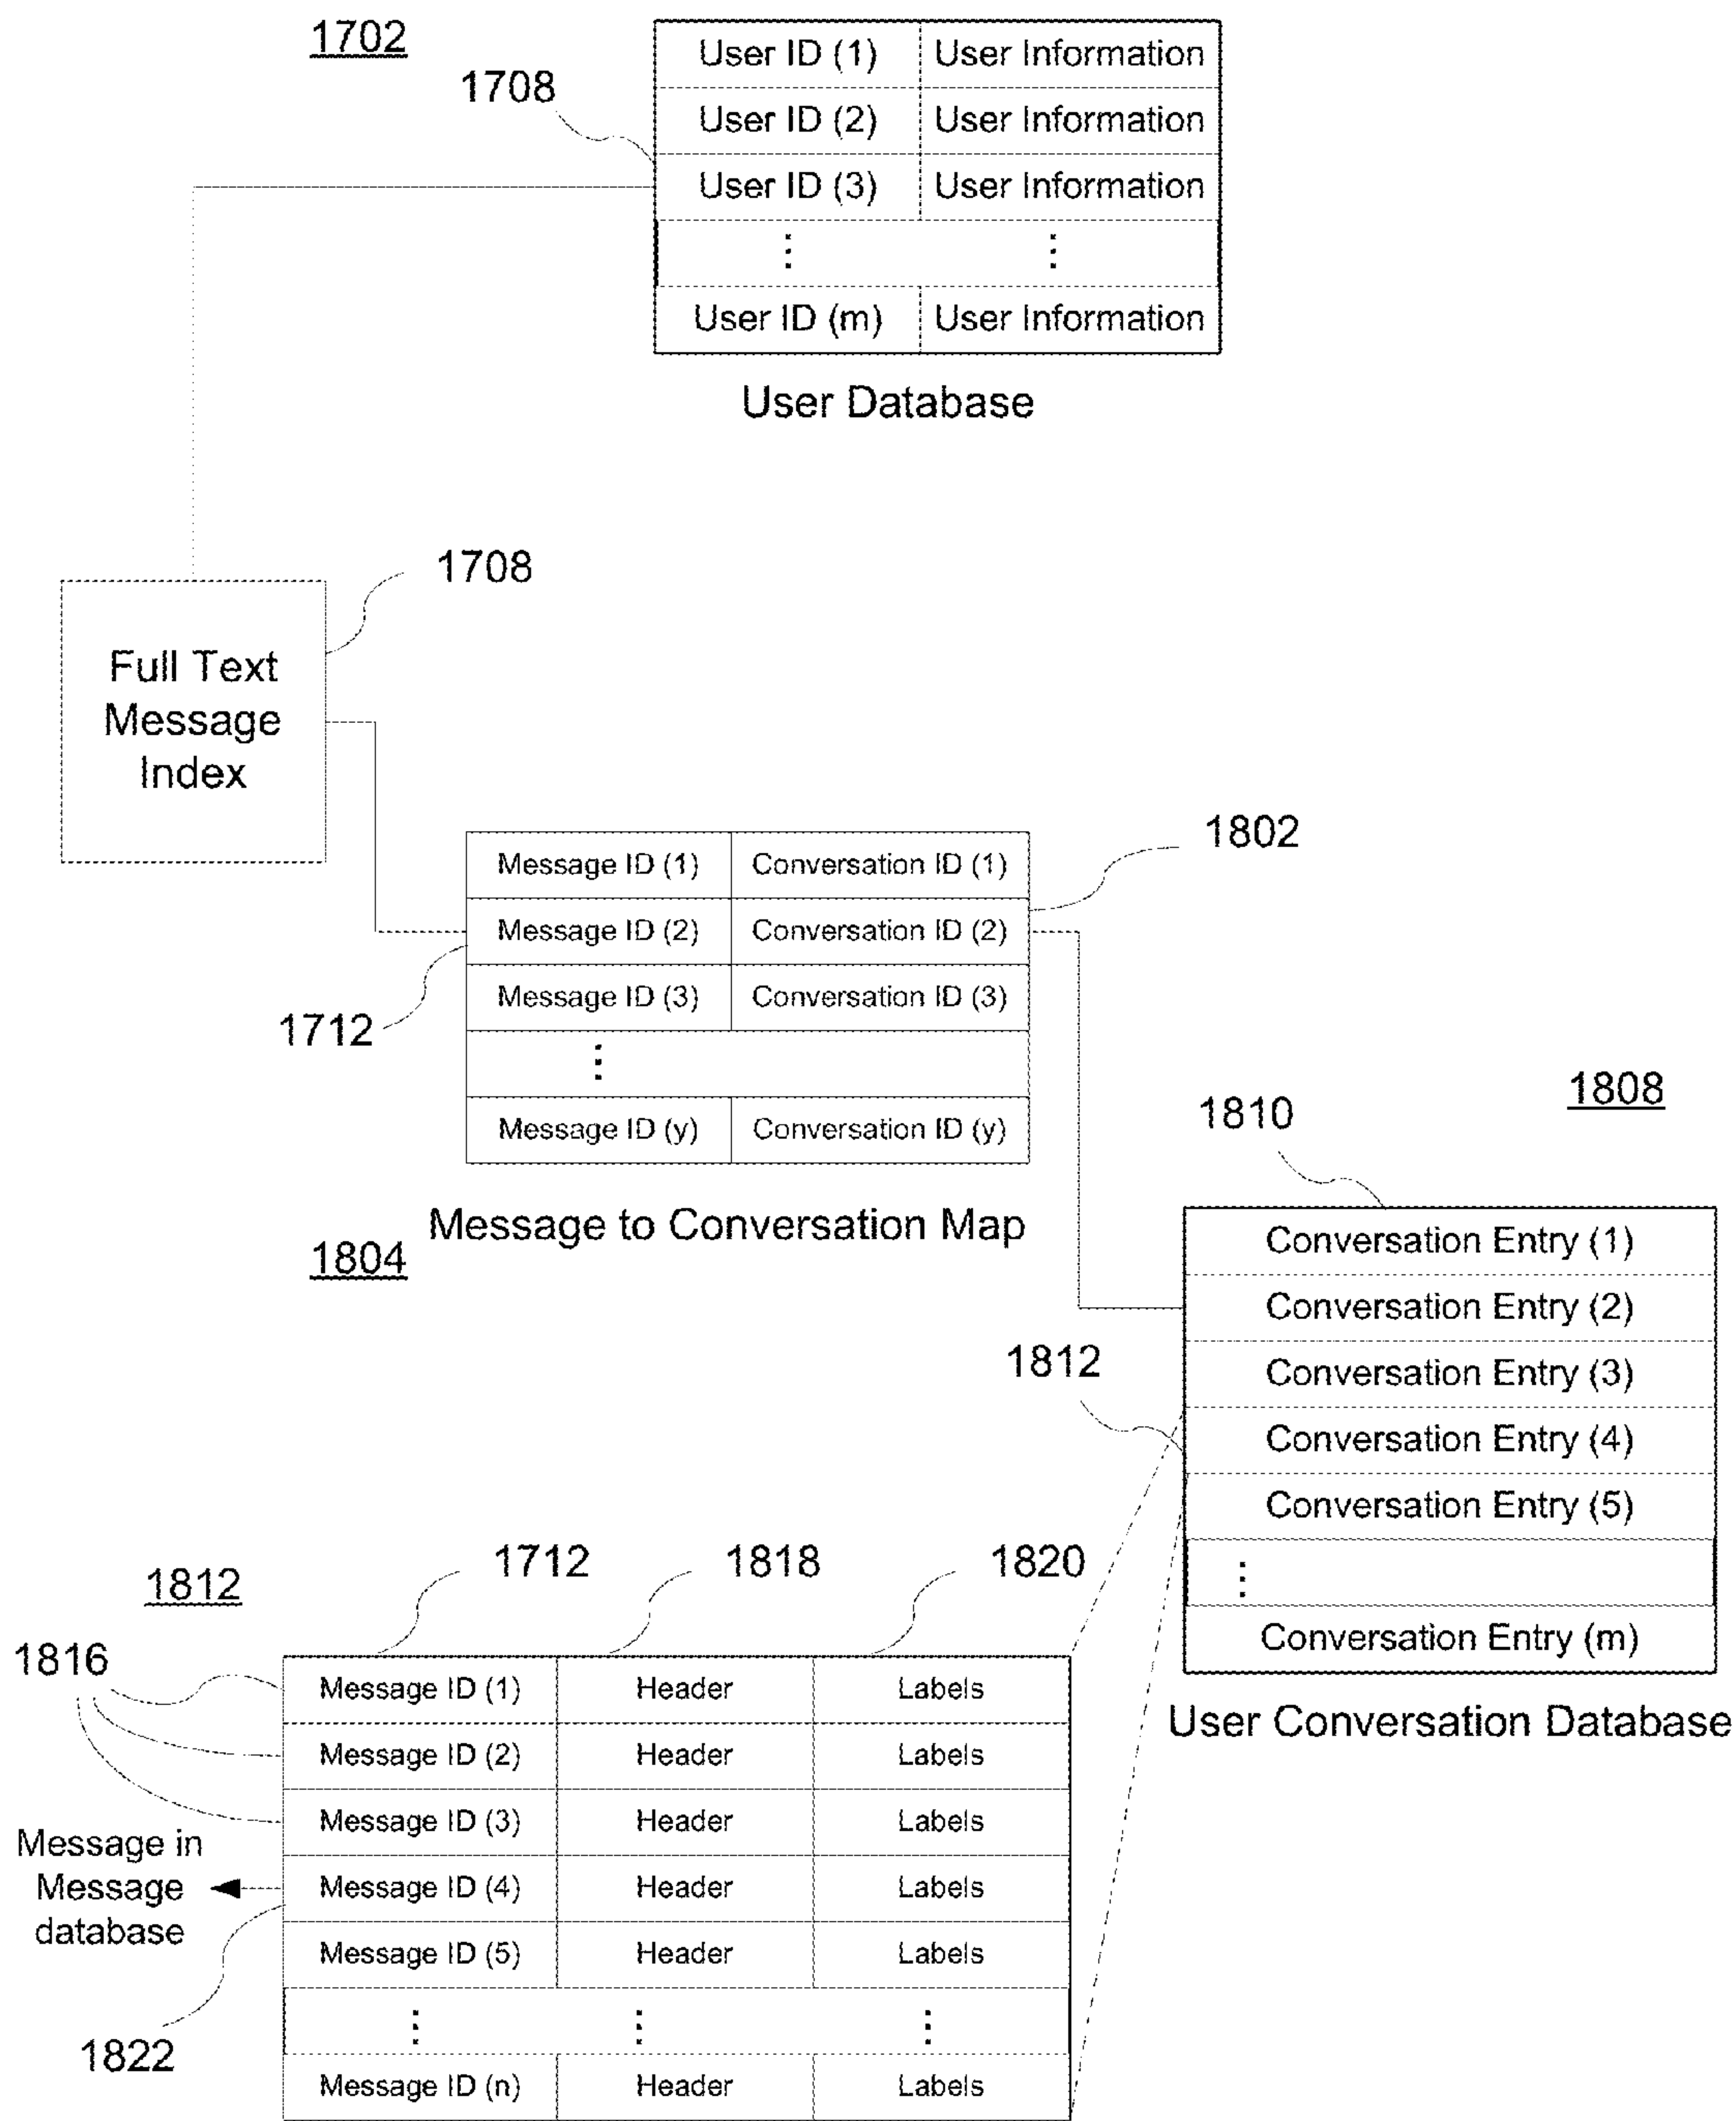 1702
User ID (1) User Information
1708
User ID (2) User Information
User ID (3) User Information
⋮ ⋮
User ID (m) User Information
User Database
1708
Full Text
Message
Index
1802
Message ID (1) Conversation ID (1)
Message ID (2) Conversation ID (2)
Message ID (3) Conversation ID (3)
1712
⋮
Message ID (y) Conversation ID (y)
Message to Conversation Map
1804
1808
1810
Conversation Entry (1)
Conversation Entry (2)
1812
Conversation Entry (3)
Conversation Entry (4)
Conversation Entry (5)
⋮
Conversation Entry (m)
User Conversation Database
1812
1712 1818 1820
1816
Message ID (1) Header Labels
Message ID (2) Header Labels
Message ID (3) Header Labels
Message in
Message
database
Message ID (4) Header Labels
Message ID (5) Header Labels
⋮ ⋮ ⋮
1822
Message ID (n) Header Labels